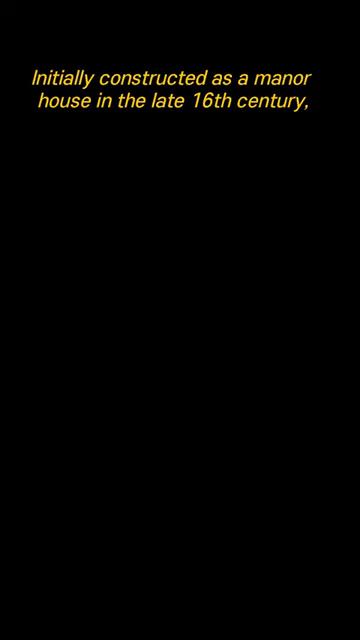 Initially constructed as a manor
house in the late 16th century,